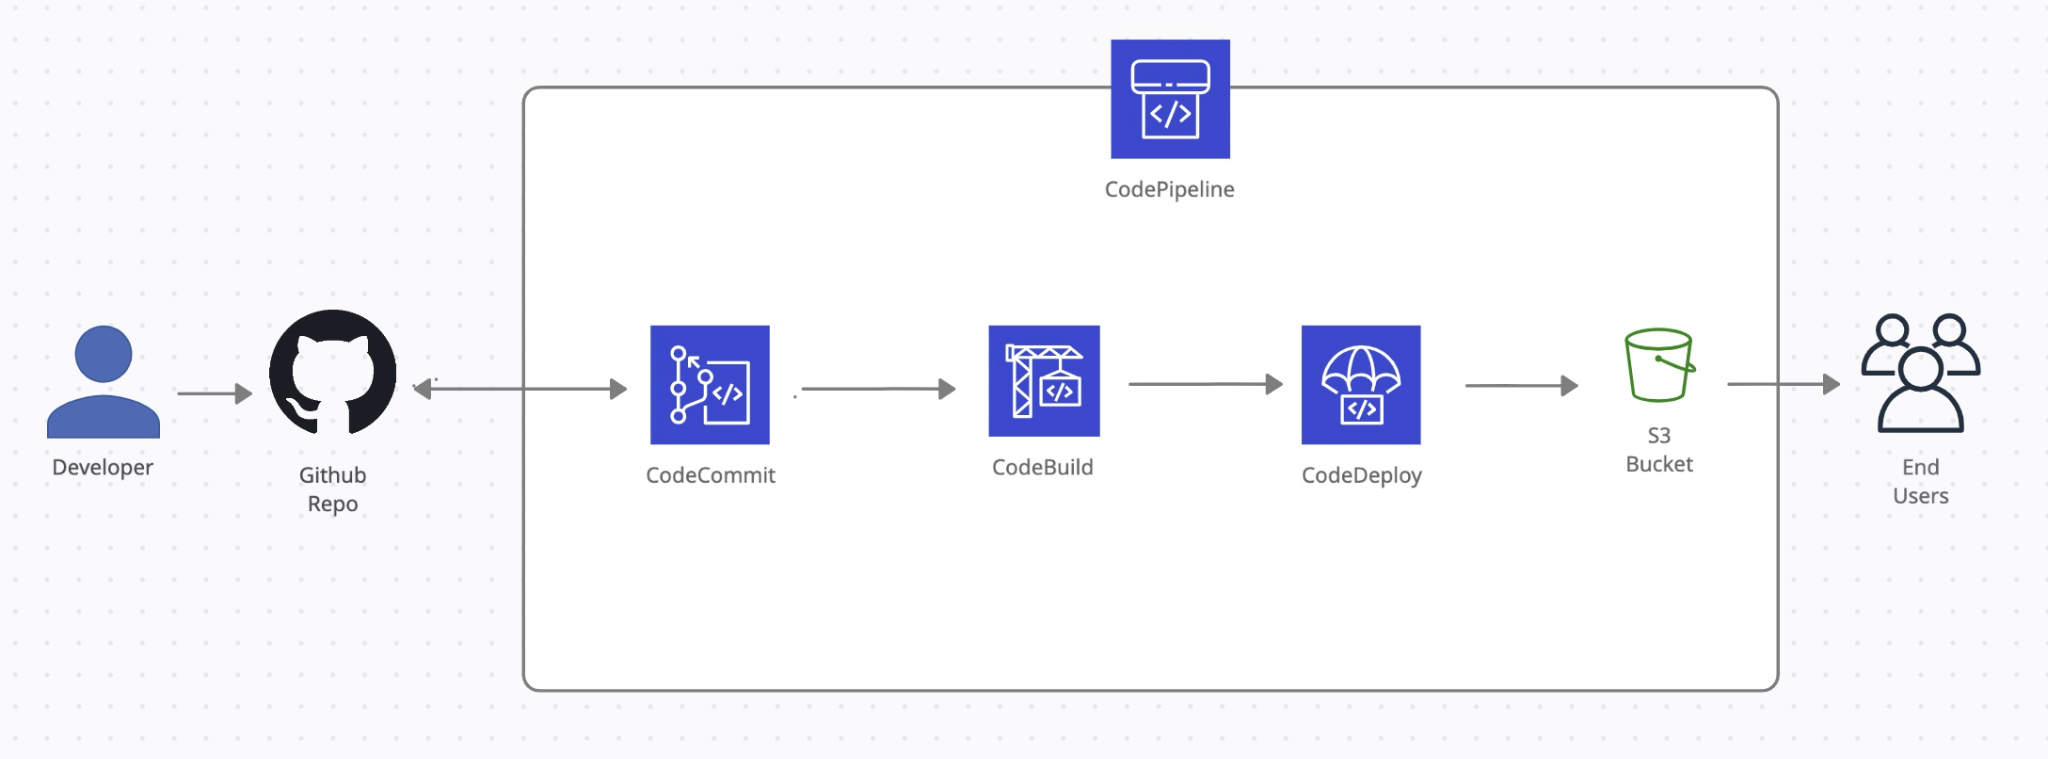 CodePipeline
Developer
Github
Repo
CodeCommit
CodeBuild
CodeDeploy
S3
Bucket
End
Users